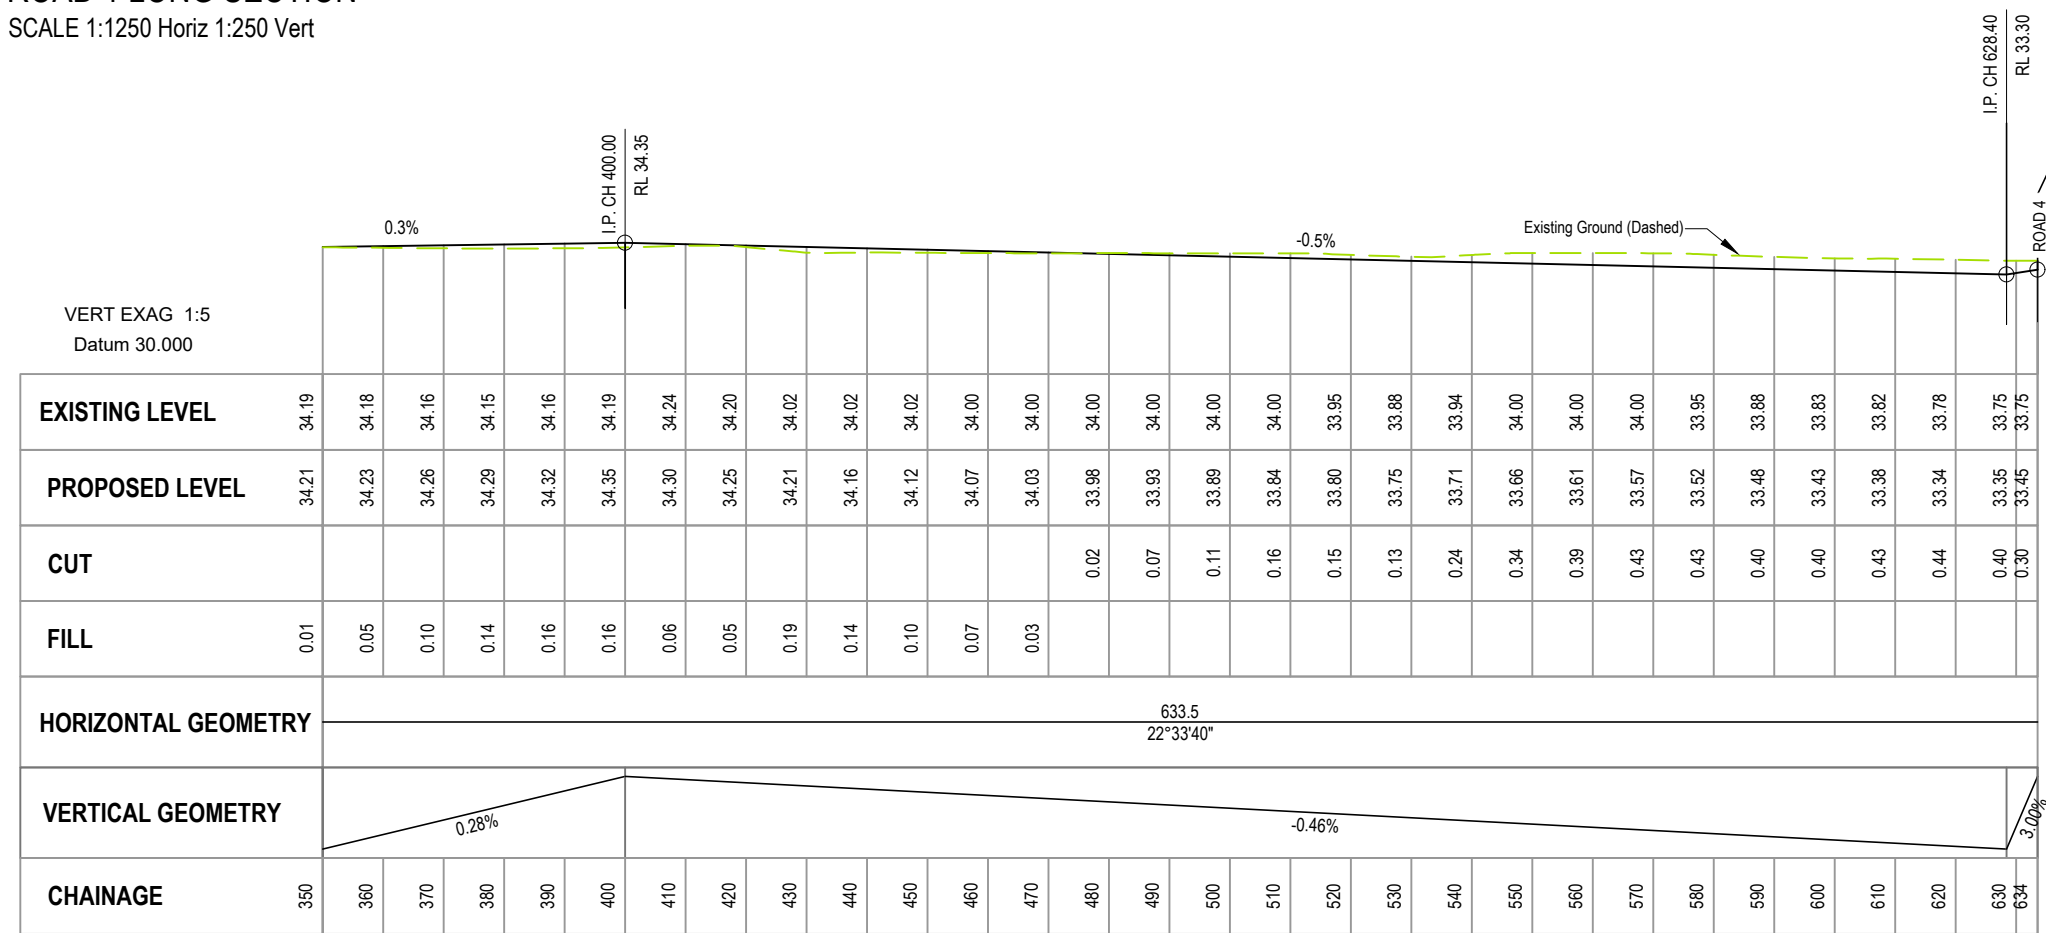 SCALE 1:1250 Horiz 1:250 Vert
I.P. CH 628.40
RL 33.30
I.P. CH 400.00
RL 34.35
0.3%
-0.5%
Existing Ground (Dashed)
ROAD 4
VERT EXAG 1:5
Datum 30.000
EXISTING LEVEL 34.19 34.18 34.16 34.15 34.16 34.19 34.24 34.20 34.02 34.02 34.02 34.00 34.00 34.00 34.00 34.00 34.00 33.95 33.88 33.94 34.00 34.00 34.00 33.95 33.88 33.83 33.82 33.78 33.75 33.75
PROPOSED LEVEL 34.21 34.23 34.26 34.29 34.32 34.35 34.30 34.25 34.21 34.16 34.12 34.07 34.03 33.98 33.93 33.89 33.84 33.80 33.75 33.71 33.66 33.61 33.57 33.52 33.48 33.43 33.38 33.34 33.35 33.45
CUT 0.02 0.07 0.11 0.16 0.15 0.13 0.24 0.34 0.39 0.43 0.43 0.40 0.40 0.43 0.44 0.40 0.30
FILL 0.01 0.05 0.10 0.14 0.16 0.16 0.06 0.05 0.19 0.14 0.10 0.07 0.03
HORIZONTAL GEOMETRY 633.5
22°33'40"
VERTICAL GEOMETRY 0.28% -0.46% 3.00%
CHAINAGE 350 360 370 380 390 400 410 420 430 440 450 460 470 480 490 500 510 520 530 540 550 560 570 580 590 600 610 620 630 634